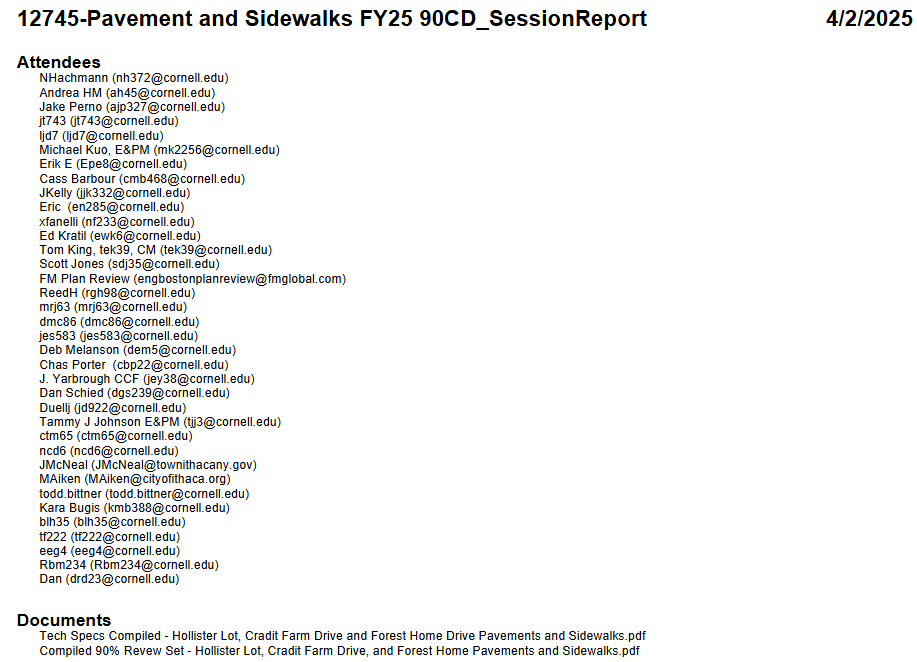 12745-Pavement and Sidewalks FY25 90CD_SessionReport 4/2/2025
Attendees
NHachmann (nh372@cornell.edu)
Andrea HM (ah45@cornell.edu)
Jake Perno (ajp327@cornell.edu)
jt743 (jt743@cornell.edu)
ljd7 (ljd7@cornell.edu)
Michael Kuo, E&PM (mk2256@cornell.edu)
Erik E (Epe8@cornell.edu)
Cass Barbour (cmb468@cornell.edu)
JKelly (jjk332@cornell.edu)
Eric  (en285@cornell.edu)
xfanelli (nf233@cornell.edu)
Ed Kratil (ewk6@cornell.edu)
Tom King, tek39, CM (tek39@cornell.edu)
Scott Jones (sdj35@cornell.edu)
FM Plan Review (engbostonplanreview@fmglobal.com)
ReedH (rgh98@cornell.edu)
mrj63 (mrj63@cornell.edu)
dmc86 (dmc86@cornell.edu)
jes583 (jes583@cornell.edu)
Deb Melanson (dem5@cornell.edu)
Chas Porter  (cbp22@cornell.edu)
J. Yarbrough CCF (jey38@cornell.edu)
Dan Schied (dgs239@cornell.edu)
Duellj (jd922@cornell.edu)
Tammy J Johnson E&PM (tjj3@cornell.edu)
ctm65 (ctm65@cornell.edu)
ncd6 (ncd6@cornell.edu)
JMcNeal (JMcNeal@townithacany.gov)
MAiken (MAiken@cityofithaca.org)
todd.bittner (todd.bittner@cornell.edu)
Kara Bugis (kmb388@cornell.edu)
blh35 (blh35@cornell.edu)
tf222 (tf222@cornell.edu)
eeg4 (eeg4@cornell.edu)
Rbm234 (Rbm234@cornell.edu)
Dan (drd23@cornell.edu)
Documents
Tech Specs Compiled - Hollister Lot, Cradit Farm Drive and Forest Home Drive Pavements and Sidewalks.pdf
Compiled 90% Revew Set - Hollister Lot, Cradit Farm Drive, and Forest Home Pavements and Sidewalks.pdf